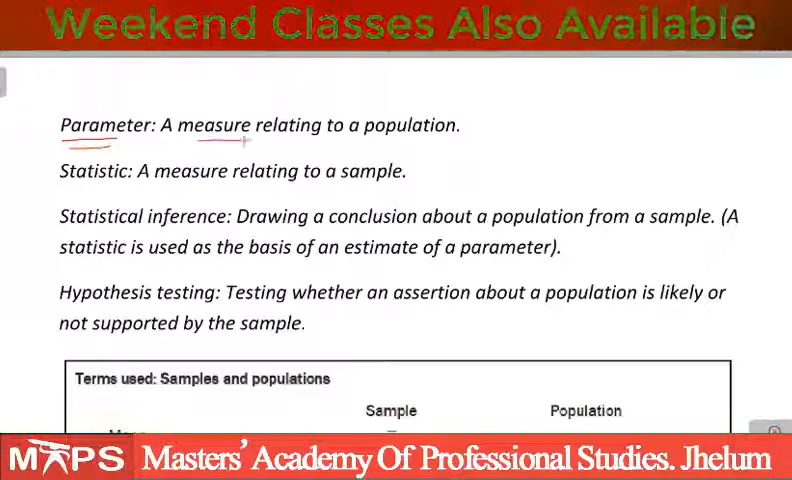 Weekend Classes Also Available
Parameter: A measure relating to a population.
Statistic: A measure relating to a sample.
Statistical inference: Drawing a conclusion about a population from a sample. (A
statistic is used as the basis of an estimate of a parameter).
Hypothesis testing: Testing whether an assertion about a population is likely or
not supported by the sample.
Terms used: Samples and populations
Sample Population
MAPS Masters' Academy Of Professional Studies. Jhelum